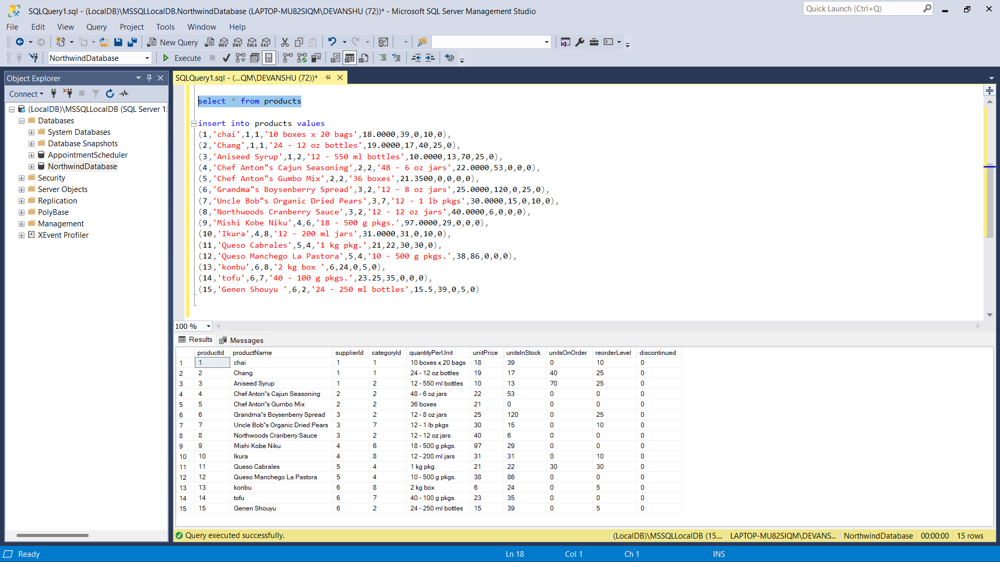 SQLQuery1.sql - (LocalDB)\MSSQLLocalDB.NorthwindDatabase (LAPTOP-MU82SIQM\DEVANSHU (72))* - Microsoft SQL Server Management Studio
Quick Launch (Ctrl+Q)
File Edit View Query Project Tools Window Help
New Query MDX DMX XMLA DAX
NorthwindDatabase Execute
Object Explorer
SQLQuery1.sql - (...QM\DEVANSHU (72))*
Connect
(LocalDB)\MSSQLLocalDB (SQL Server 15
Databases
System Databases
Database Snapshots
AppointmentScheduler
NorthwindDatabase
Security
Server Objects
Replication
PolyBase
Management
XEvent Profiler
select * from products
insert into products values
(1,'chai',1,1,'10 boxes x 20 bags',18.0000,39,0,10,0),
(2,'Chang',1,1,'24 - 12 oz bottles',19.0000,17,40,25,0),
(3,'Aniseed Syrup',1,2,'12 - 550 ml bottles',10.0000,13,70,25,0),
(4,'Chef Anton"s Cajun Seasoning',2,2,'48 - 6 oz jars',22.0000,53,0,0,0),
(5,'Chef Anton"s Gumbo Mix',2,2,'36 boxes',21.3500,0,0,0,0),
(6,'Grandma"s Boysenberry Spread',3,2,'12 - 8 oz jars',25.0000,120,0,25,0),
(7,'Uncle Bob"s Organic Dried Pears',3,7,'12 - 1 lb pkgs',30.0000,15,0,10,0),
(8,'Northwoods Cranberry Sauce',3,2,'12 - 12 oz jars',40.0000,6,0,0,0),
(9,'Mishi Kobe Niku',4,6,'18 - 500 g pkgs.',97.0000,29,0,0,0),
(10,'Ikura',4,8,'12 - 200 ml jars',31.0000,31,0,10,0),
(11,'Queso Cabrales',5,4,'1 kg pkg.',21,22,30,30,0),
(12,'Queso Manchego La Pastora',5,4,'10 - 500 g pkgs.',38,86,0,0,0),
(13,'konbu',6,8,'2 kg box ',6,24,0,5,0),
(14,'tofu',6,7,'40 - 100 g pkgs.',23.25,35,0,0,0),
(15,'Genen Shouyu ',6,2,'24 - 250 ml bottles',15.5,39,0,5,0)
100 %
Results Messages
productId productName supplierId categoryId quantityPerUnit unitPrice unitsInStock unitsOnOrder reorderLevel discontinued
1 1 chai 1 1 10 boxes x 20 bags 18 39 0 10 0
2 2 Chang 1 1 24 - 12 oz bottles 19 17 40 25 0
3 3 Aniseed Syrup 1 2 12 - 550 ml bottles 10 13 70 25 0
4 4 Chef Anton"s Cajun Seasoning 2 2 48 - 6 oz jars 22 53 0 0 0
5 5 Chef Anton"s Gumbo Mix 2 2 36 boxes 21 0 0 0 0
6 6 Grandma"s Boysenberry Spread 3 2 12 - 8 oz jars 25 120 0 25 0
7 7 Uncle Bob"s Organic Dried Pears 3 7 12 - 1 lb pkgs 30 15 0 10 0
8 8 Northwoods Cranberry Sauce 3 2 12 - 12 oz jars 40 6 0 0 0
9 9 Mishi Kobe Niku 4 6 18 - 500 g pkgs. 97 29 0 0 0
10 10 Ikura 4 8 12 - 200 ml jars 31 31 0 10 0
11 11 Queso Cabrales 5 4 1 kg pkg. 21 22 30 30 0
12 12 Queso Manchego La Pastora 5 4 10 - 500 g pkgs. 38 86 0 0 0
13 13 konbu 6 8 2 kg box 6 24 0 5 0
14 14 tofu 6 7 40 - 100 g pkgs. 23 35 0 0 0
15 15 Genen Shouyu 6 2 24 - 250 ml bottles 15 39 0 5 0
Query executed successfully. (LocalDB)\MSSQLLocalDB (15.... LAPTOP-MU82SIQM\DEVANS... NorthwindDatabase 00:00:00 15 rows
Ready Ln 18 Col 1 Ch 1 INS